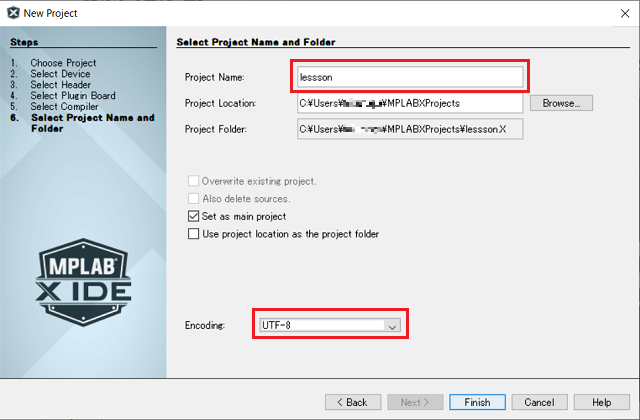 New Project
Steps
1. Choose Project
2. Select Device
3. Select Header
4. Select Plugin Board
5. Select Compiler
6. Select Project Name and Folder
MPLAB®
X IDE
Select Project Name and Folder
Project Name: lessson
Project Location: C:¥Users¥ ¥MPLABXProjects Browse...
Project Folder: C:¥Users¥ ¥MPLABXProjects¥lessson.X
Overwrite existing project.
Also delete sources.
Set as main project
Use project location as the project folder
Encoding: UTF-8
< Back Next > Finish Cancel Help